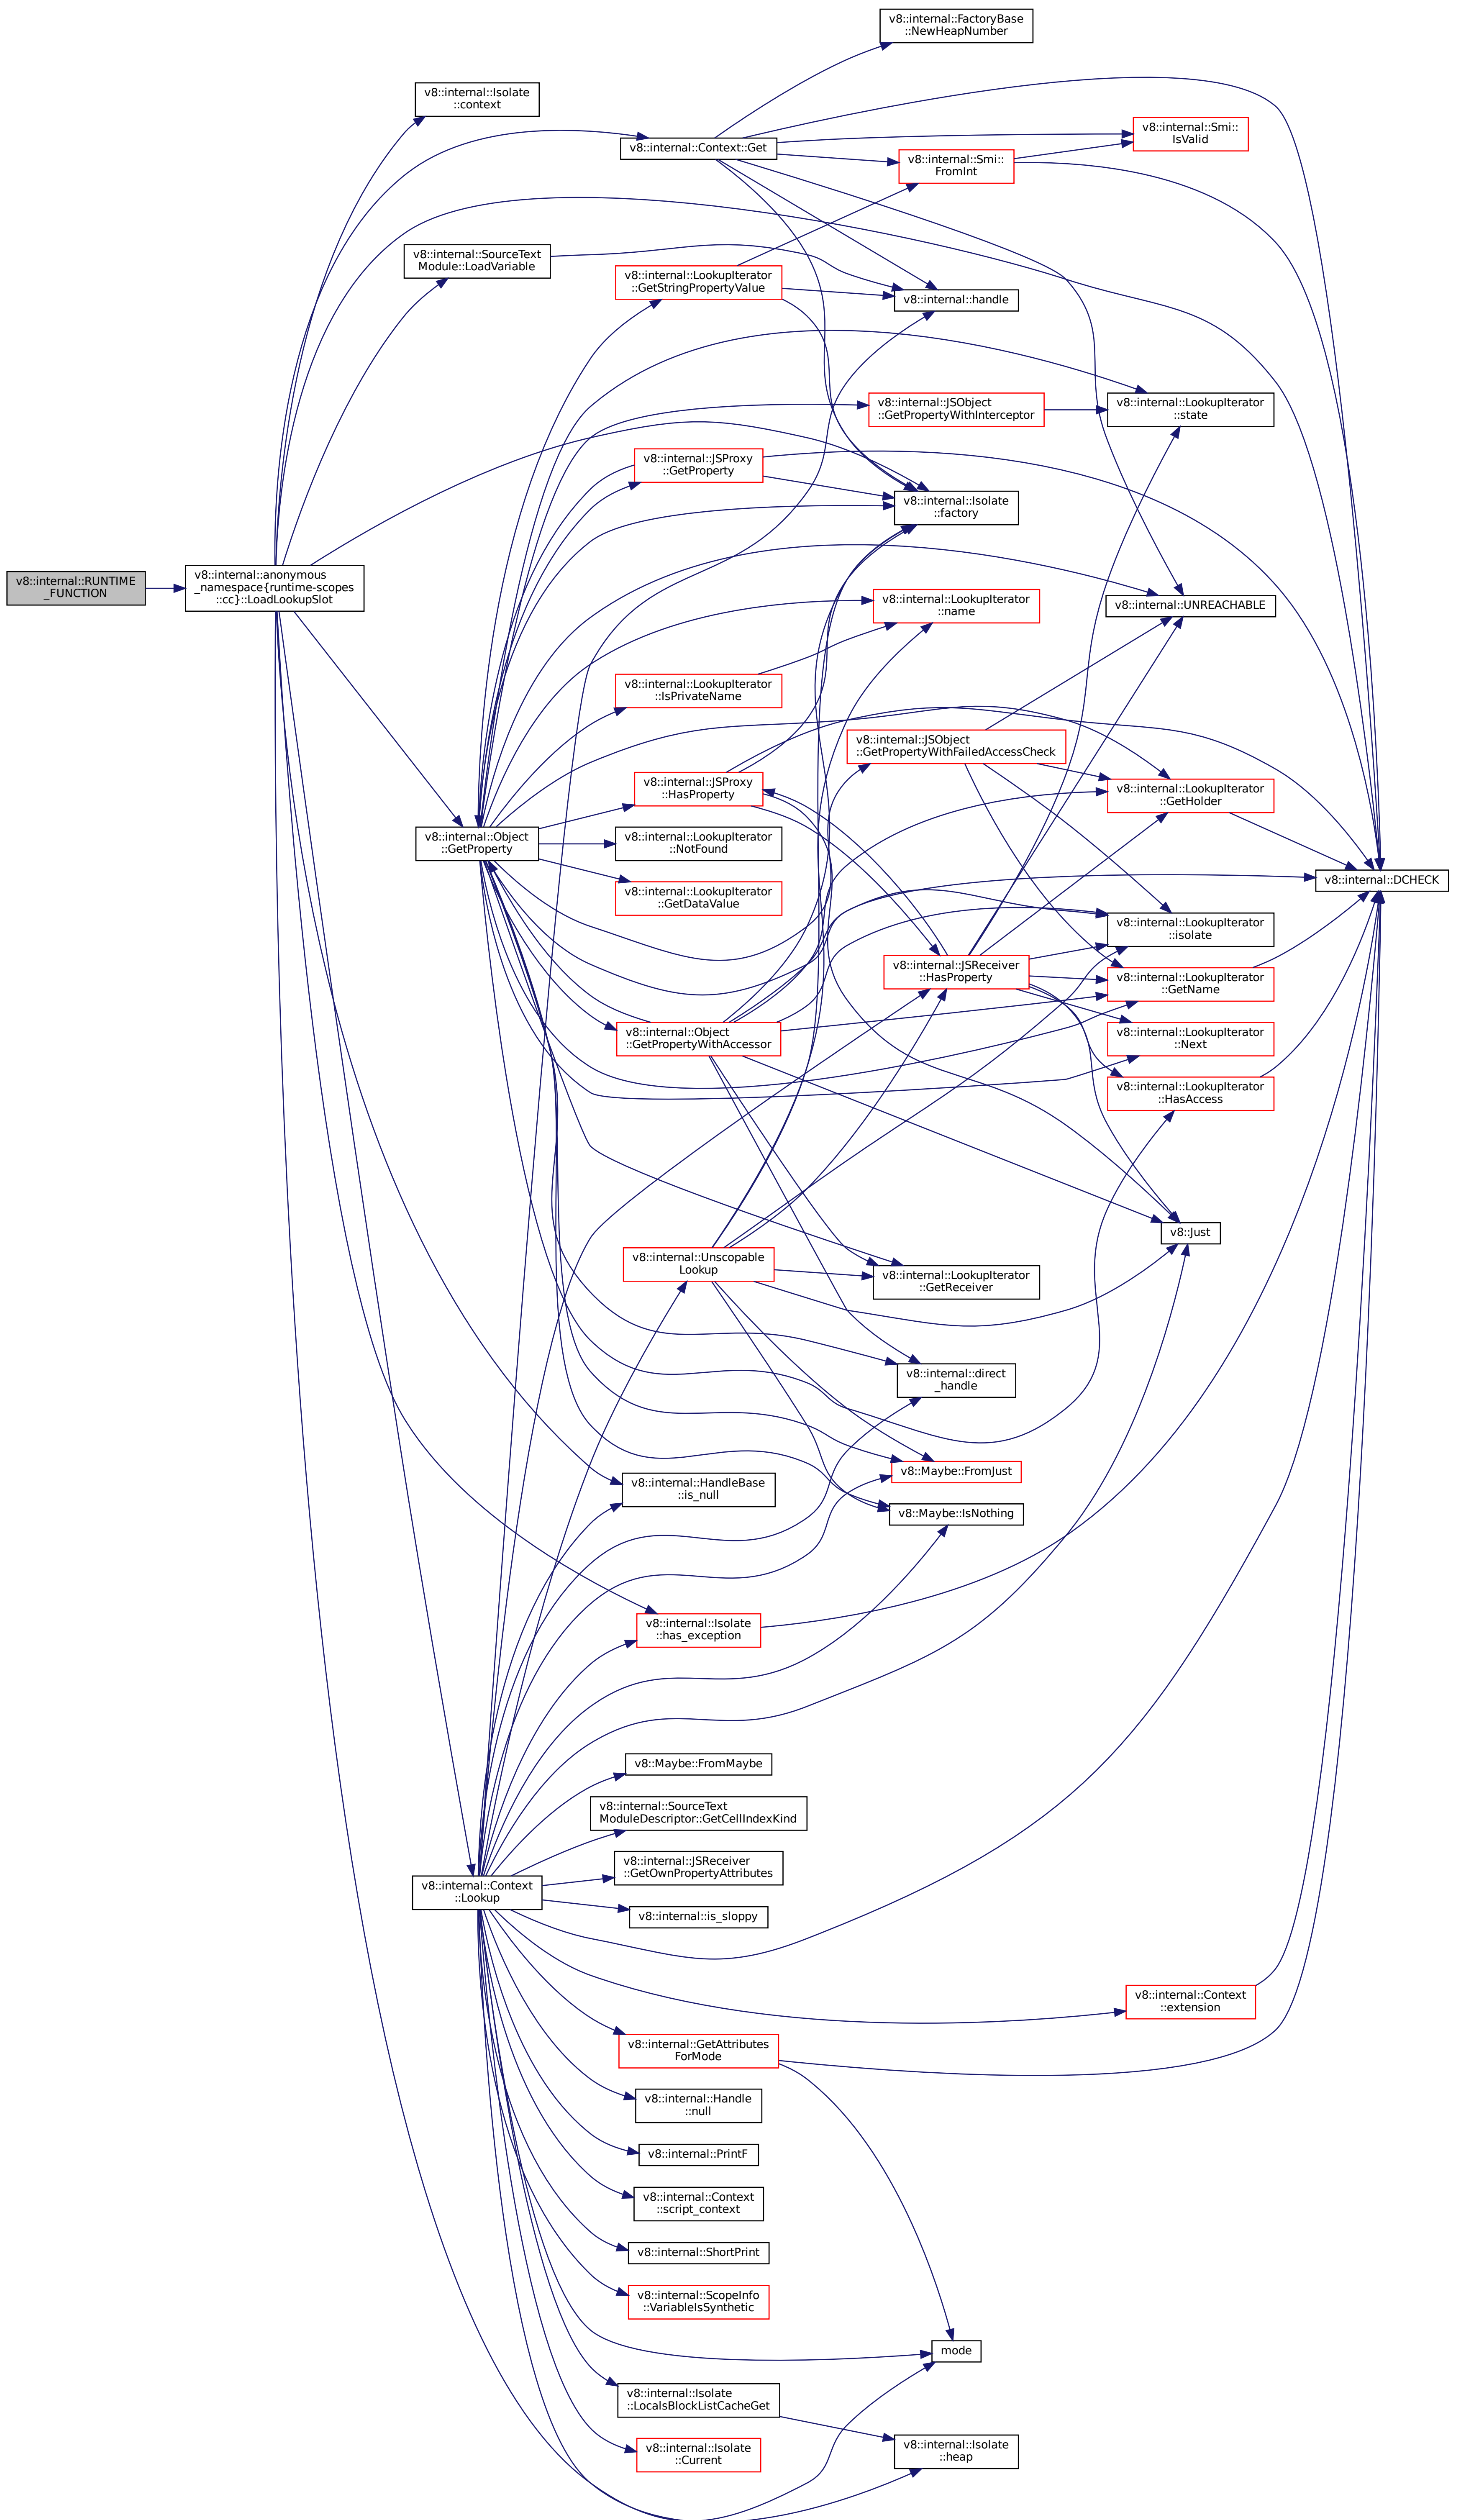 v8::internal::FactoryBase
::NewHeapNumber
v8::internal::Isolate
::context
v8::internal::Smi::
IsValid
v8::internal::Context::Get
v8::internal::Smi::
FromInt
v8::internal::SourceText
Module::LoadVariable
v8::internal::LookupIterator
::GetStringPropertyValue
v8::internal::handle
v8::internal::JSObject
::GetPropertyWithInterceptor
v8::internal::LookupIterator
::state
v8::internal::JSProxy
::GetProperty
v8::internal::Isolate
::factory
v8::internal::RUNTIME
_FUNCTION
v8::internal::anonymous
_namespace{runtime-scopes
::cc}::LoadLookupSlot
v8::internal::LookupIterator
::name
v8::internal::UNREACHABLE
v8::internal::LookupIterator
::IsPrivateName
v8::internal::JSObject
::GetPropertyWithFailedAccessCheck
v8::internal::JSProxy
::HasProperty
v8::internal::LookupIterator
::GetHolder
v8::internal::Object
::GetProperty
v8::internal::LookupIterator
::NotFound
v8::internal::LookupIterator
::GetDataValue
v8::internal::DCHECK
v8::internal::LookupIterator
::isolate
v8::internal::JSReceiver
::HasProperty
v8::internal::LookupIterator
::GetName
v8::internal::Object
::GetPropertyWithAccessor
v8::internal::LookupIterator
::Next
v8::internal::LookupIterator
::HasAccess
v8::Just
v8::internal::Unscopable
Lookup
v8::internal::LookupIterator
::GetReceiver
v8::internal::direct
_handle
v8::Maybe::FromJust
v8::internal::HandleBase
::is_null
v8::Maybe::IsNothing
v8::internal::Isolate
::has_exception
v8::Maybe::FromMaybe
v8::internal::SourceText
ModuleDescriptor::GetCellIndexKind
v8::internal::JSReceiver
::GetOwnPropertyAttributes
v8::internal::Context
::Lookup
v8::internal::is_sloppy
v8::internal::Context
::extension
v8::internal::GetAttributes
ForMode
v8::internal::Handle
::null
v8::internal::PrintF
v8::internal::Context
::script_context
v8::internal::ShortPrint
v8::internal::ScopeInfo
::VariableIsSynthetic
mode
v8::internal::Isolate
::LocalsBlockListCacheGet
v8::internal::Isolate
::heap
v8::internal::Isolate
::Current